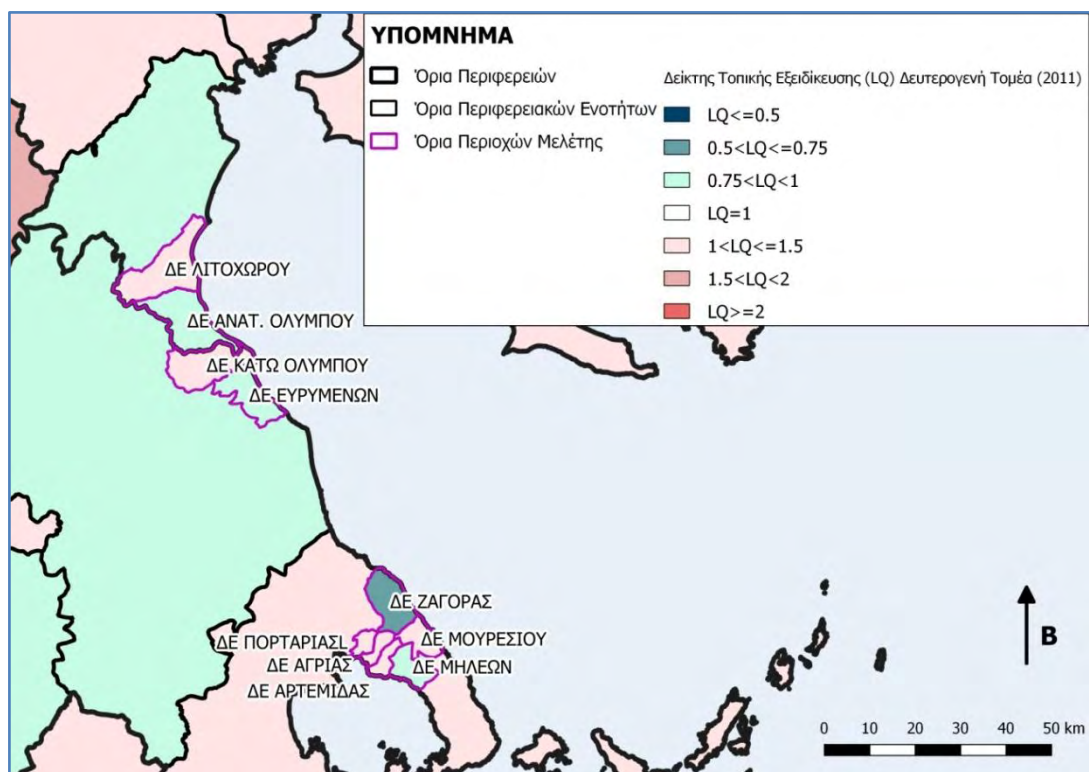 ΥΠΟΜΝΗΜΑ
Όρια Περιφερειών
Όρια Περιφερειακών Ενοτήτων
Όρια Περιοχών Μελέτης
Δείκτης Τοπικής Εξειδίκευσης (LQ) Δευτερογενή Τομέα (2011)
LQ<=0.5
0.5<LQ<=0.75
0.75<LQ<1
LQ=1
1<LQ<=1.5
1.5<LQ<2
LQ>=2
ΔΕ ΛΙΤΟΧΩΡΟΥ
ΔΕ ΑΝΑΤ. ΟΛΥΜΠΟΥ
ΔΕ ΚΑΤΩ ΟΛΥΜΠΟΥ
ΔΕ ΕΥΡΥΜΕΝΩΝ
ΔΕ ΖΑΓΟΡΑΣ
ΔΕ ΠΟΡΤΑΡΙΑΣL
ΔΕ ΜΟΥΡΕΣΙΟΥ
ΔΕ ΑΓΡΙΑΣ
ΔΕ ΜΗΛΕΩΝ
ΔΕ ΑΡΤΕΜΙΔΑΣ
Β
0 10 20 30 40 50 km